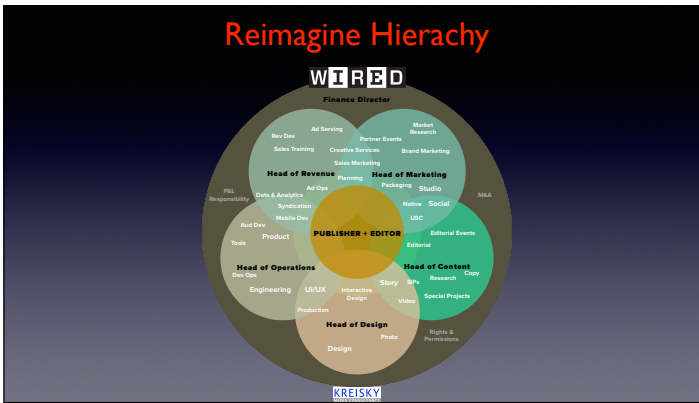 Reimagine Hierachy
WIRED
Finance Director
Ad Serving
Rev Dev
Sales Training
Creative Services
Sales Marketing
Partner Events
Market
Research
Brand Marketing
Head of Revenue
Planning
Head of Marketing
Ad Ops
Packaging
Studio
P&L
Responsibility
Data & Analytics
Syndication
Mobile Dev
Native
Social
USC
M&A
Aud Dev
Tools
Product
PUBLISHER + EDITOR
Editorial Events
Editorial
Head of Operations
Dev Ops
Engineering
UI/UX
Interactive
Design
Story
SIPs
Head of Content
Research
Copy
Special Projects
Video
Production
Head of Design
Photo
Design
Rights &
Permissions
KREISKY